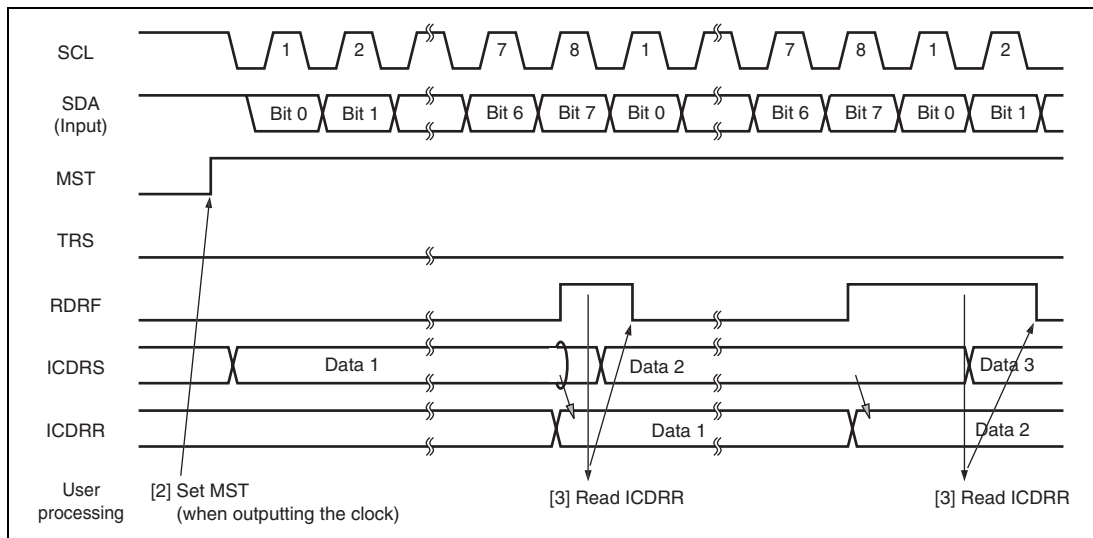 SCL 1 2 7 8 1 7 8 1 2
SDA
(Input)
Bit 0 Bit 1 Bit 6 Bit 7 Bit 0 Bit 6 Bit 7 Bit 0 Bit 1
MST
TRS
RDRF
ICDRS Data 1 Data 2 Data 3
ICDRR Data 1 Data 2
User
processing
[2] Set MST
(when outputting the clock)
[3] Read ICDRR
[3] Read ICDRR